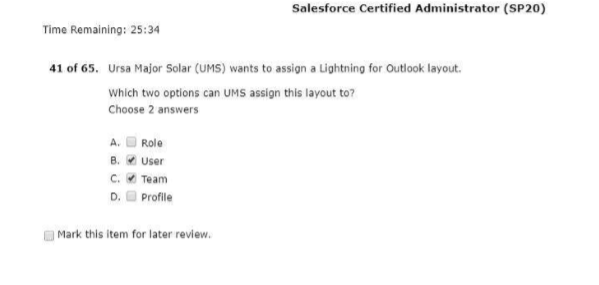 Salesforce Certified Administrator (SP20)
Time Remaining: 25:34
41 of 65. Ursa Major Solar (UMS) wants to assign a Lightning for Outlook layout.
Which two options can UMS assign this layout to?
Choose 2 answers
A. Role
B. User
C. Team
D. Profile
Mark this item for later review.